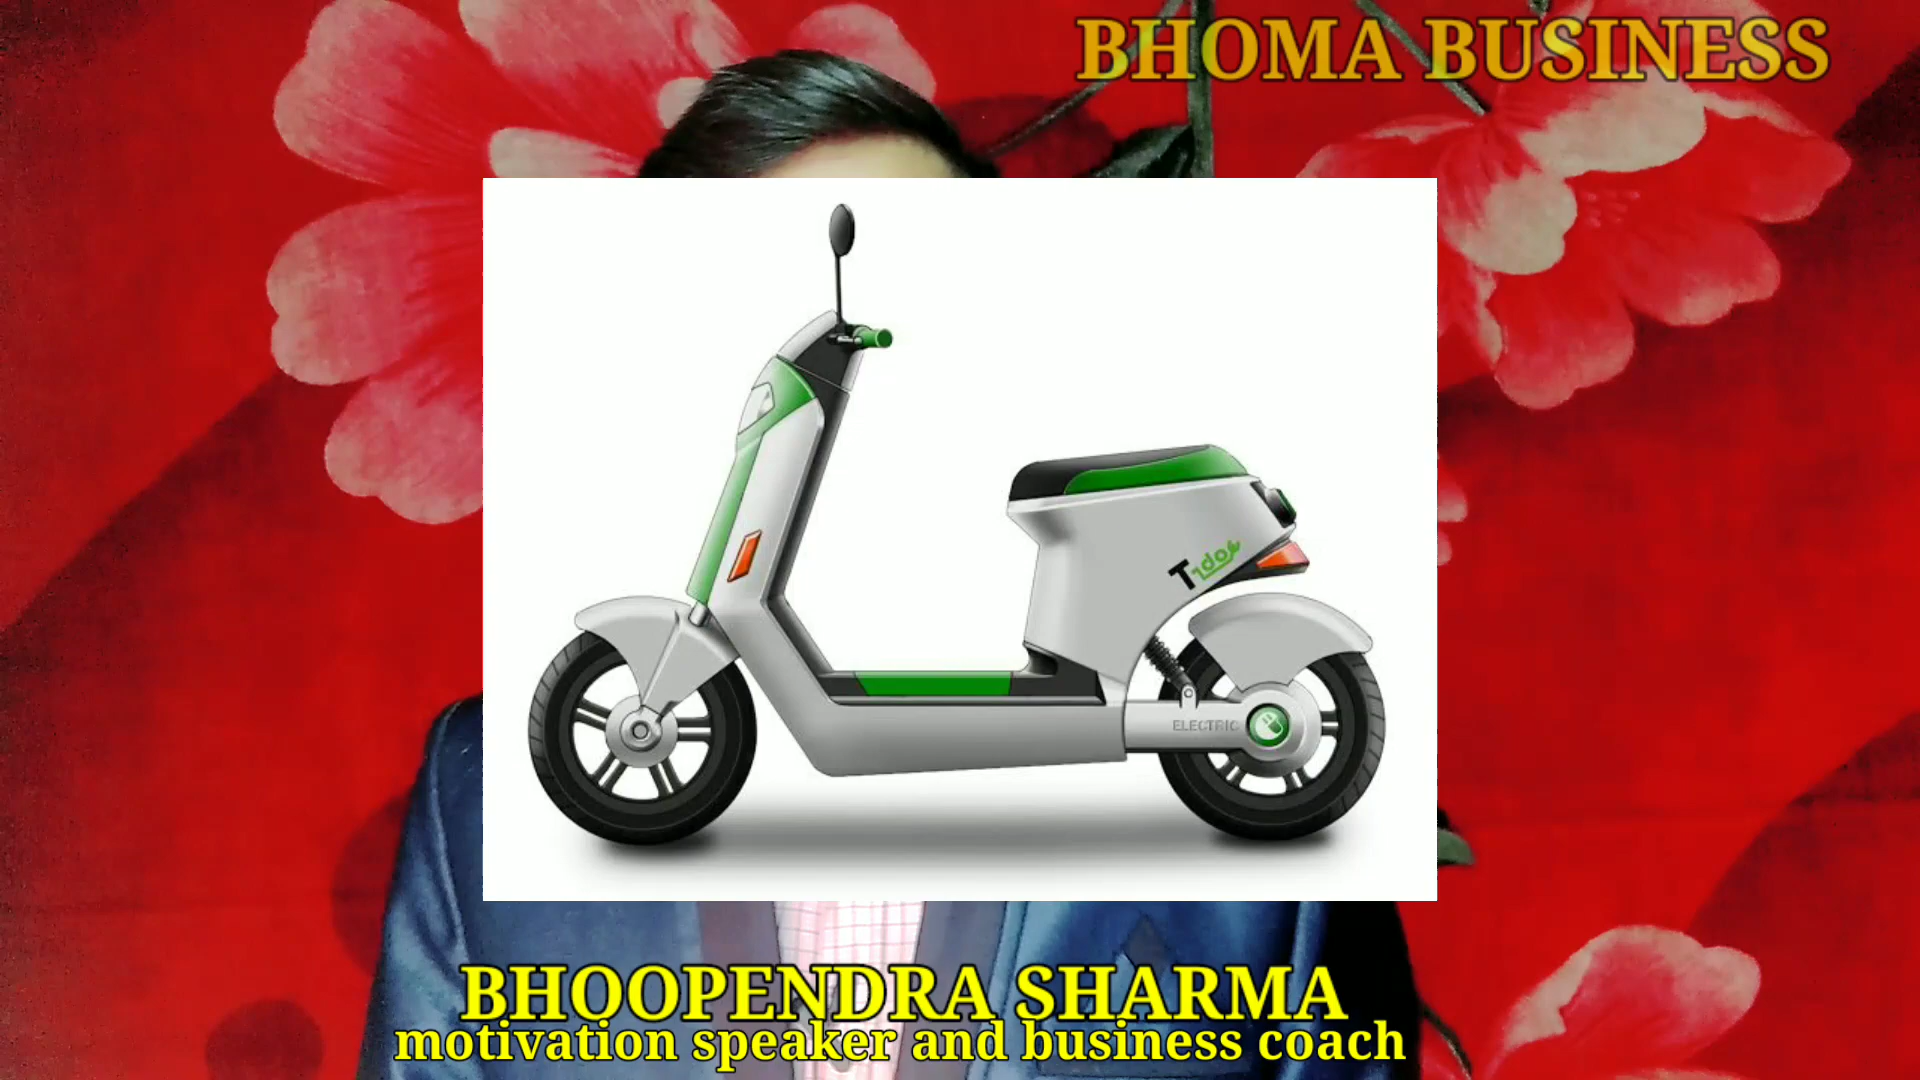 BHOMA BUSINESS
ELECTRIC
BHOOPENDRA SHARMA
motivation speaker and business coach